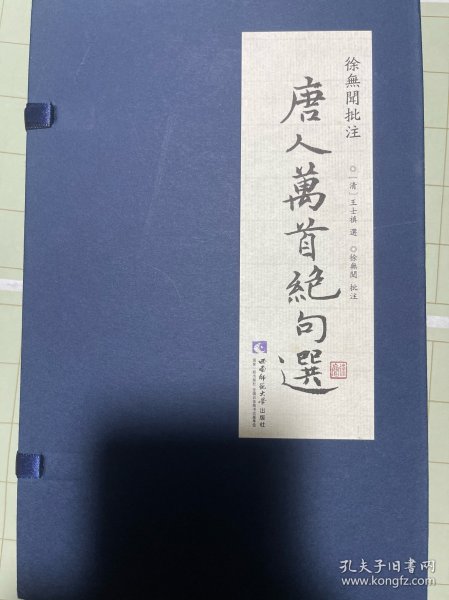 徐無聞批注
唐人萬首絶句選
◎[清]王士禛 選 ◎徐無聞 批注
西南師範大學出版社
孔夫子旧书网
www.kongfz.com